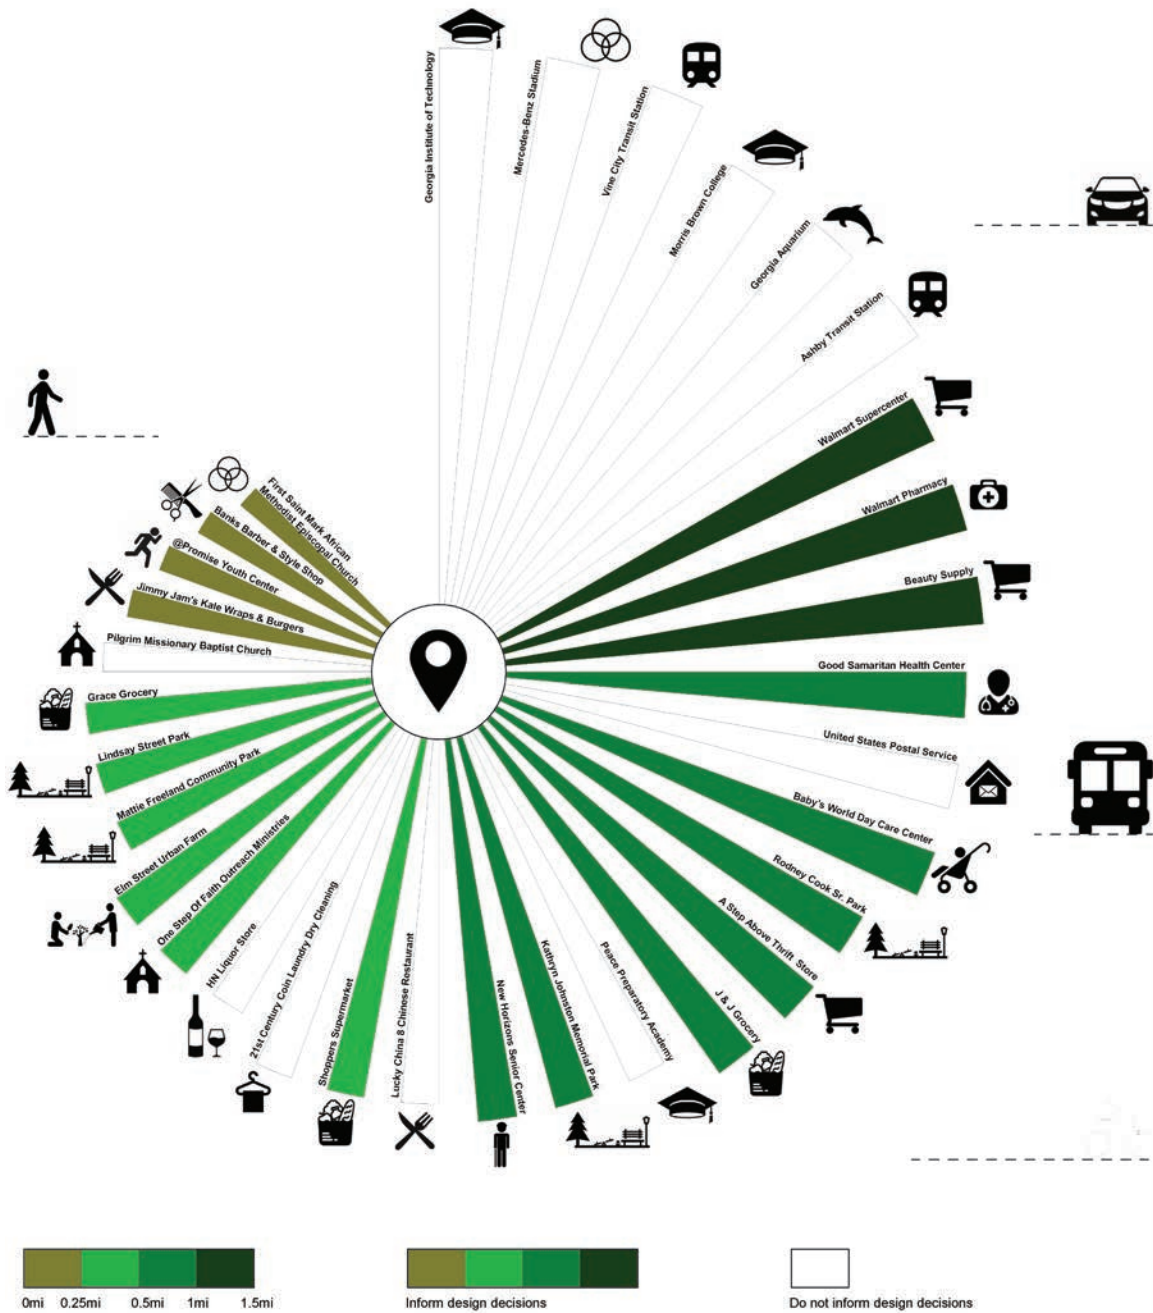 Georgia Institute of Technology
Mercedes-Benz Stadium
Vine City Transit Station
Morris Brown College
Georgia Aquarium
Ashby Transit Station
Walmart Supercenter
Walmart Pharmacy
Beauty Supply
Good Samaritan Health Center
United States Postal Service
Baby's World Day Care Center
Rodney Cook Sr. Park
A Step Above Thrift Store
J & J Grocery
Peace Preparatory Academy
Kathryn Johnston Memorial Park
New Horizons Senior Center
Lucky China 8 Chinese Restaurant
Shoppers Supermarket
21st Century Coin Laundry Dry Cleaning
HN Liquor Store
One Step Of Faith Outreach Ministries
Elm Street Urban Farm
Mattie Freeland Community Park
Lindsay Street Park
Grace Grocery
Pilgrim Missionary Baptist Church
Jimmy Jam's Kale Wraps & Burgers
@Promise Youth Center
Banks Barber & Style Shop
First Saint Mark African
Methodist Episcopal Church
0mi 0.25mi 0.5mi 1mi 1.5mi
Inform design decisions
Do not inform design decisions